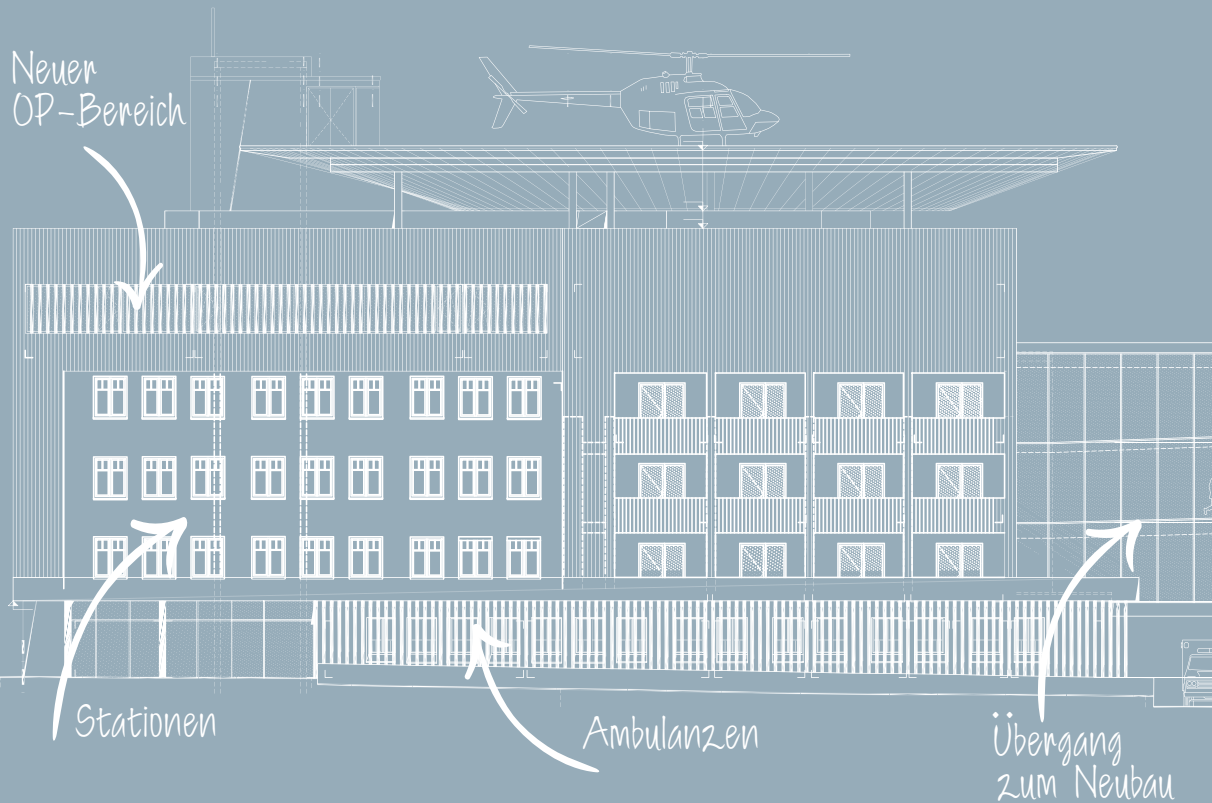 Neuer
OP-Bereich
Stationen
Ambulanzen
Übergang
zum Neubau